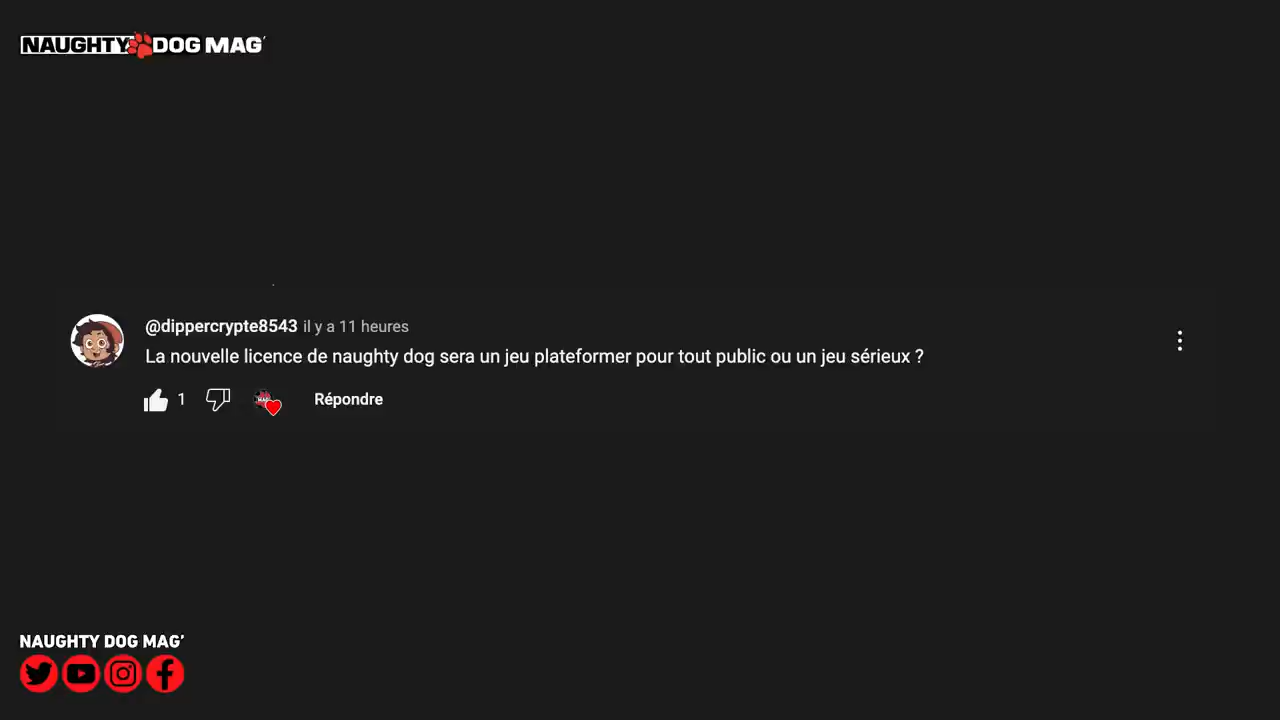 NAUGHTY DOG MAG'
@dippercrypte8543 il y a 11 heures
La nouvelle licence de naughty dog sera un jeu plateformer pour tout public ou un jeu sérieux ?
1 Répondre
NAUGHTY DOG MAG'